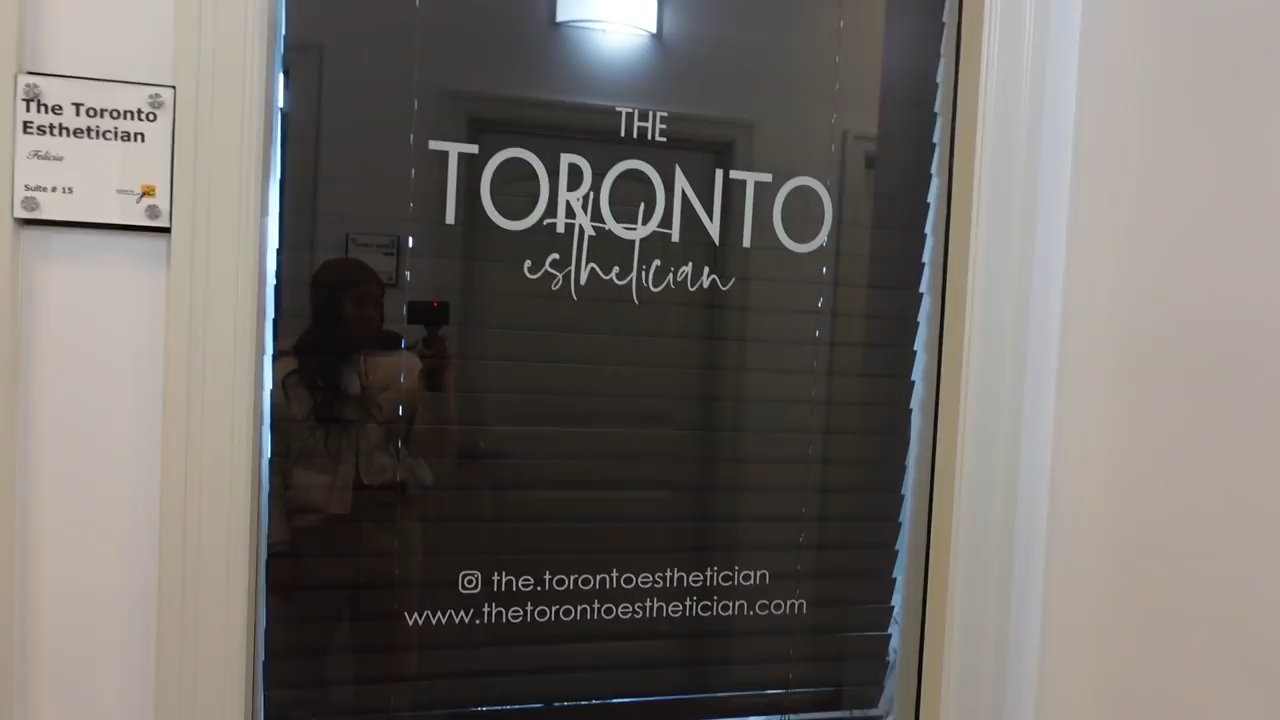 The Toronto
Esthetician
Felicia
Suite # 15
THE
TORONTO
esthetician
the.torontoesthetician
www.thetorontoesthetician.com